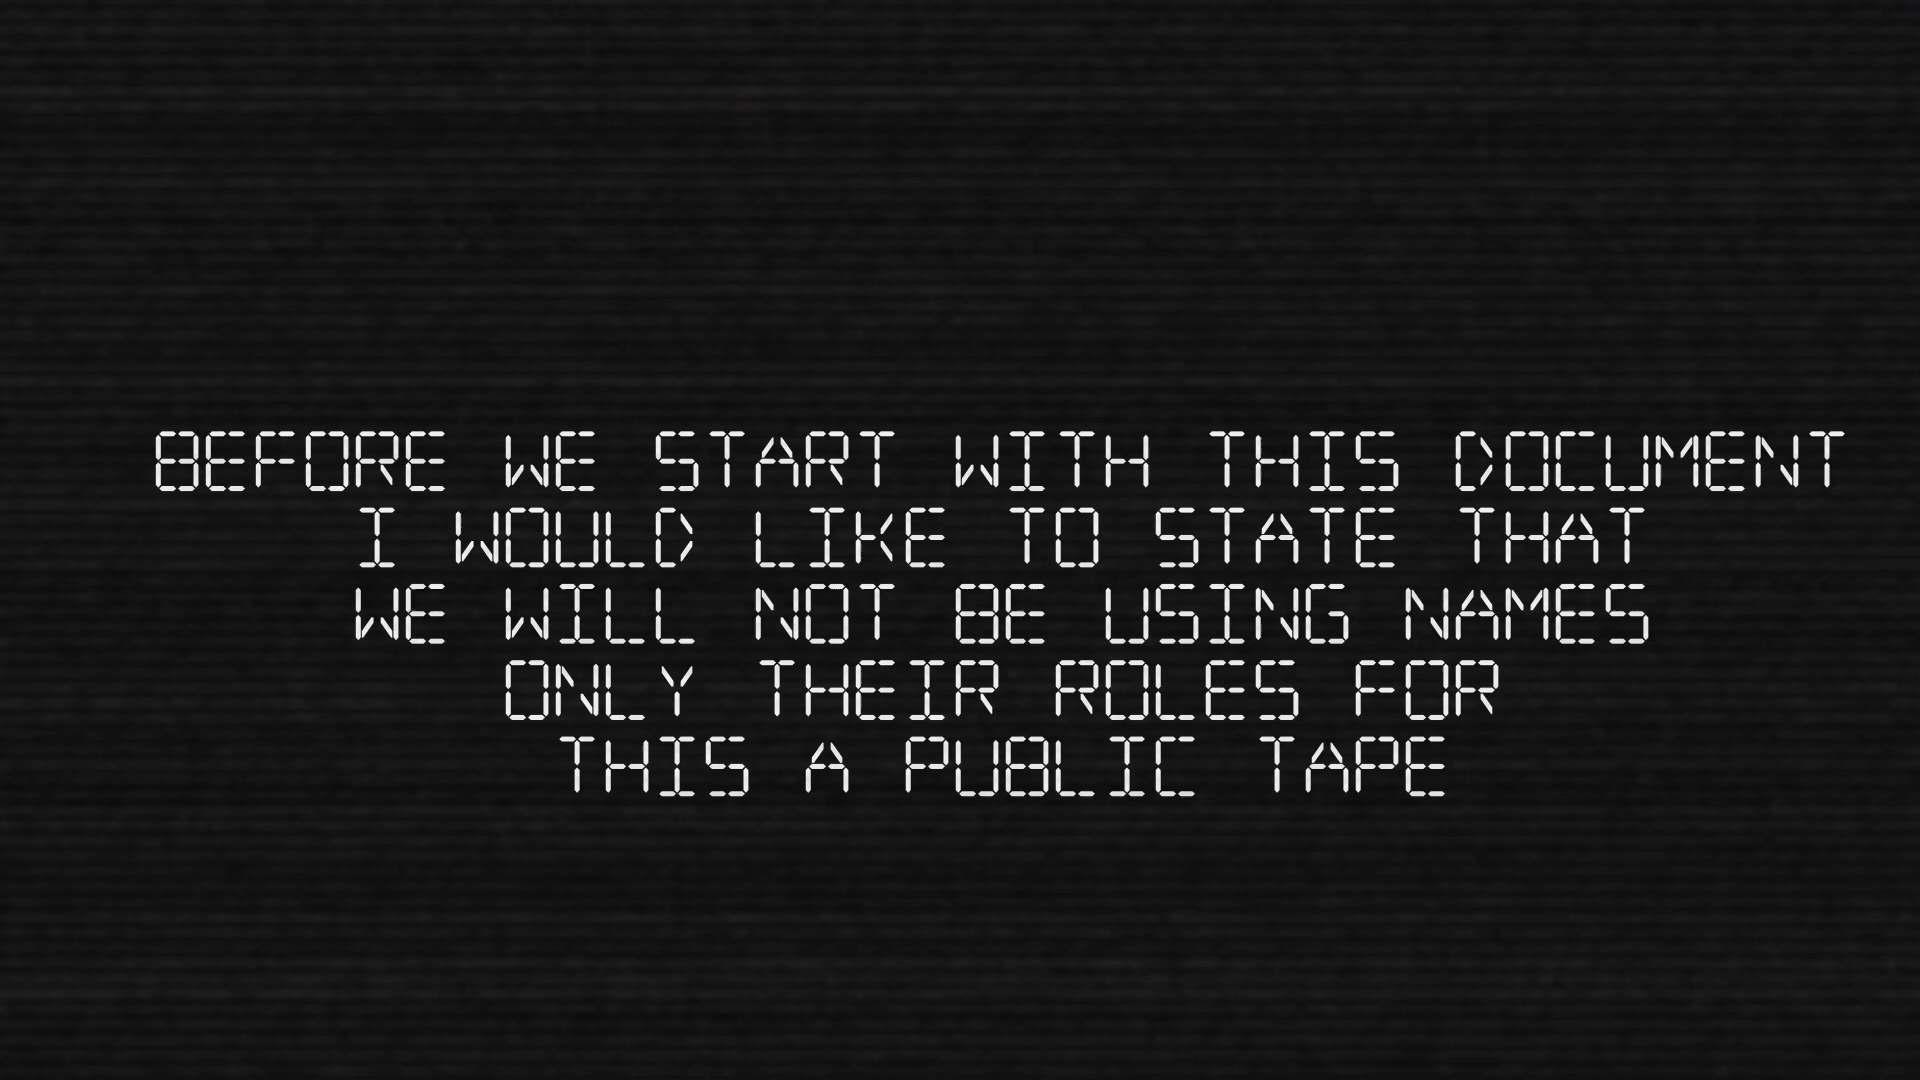 BEFORE WE START WITH THIS DOCUMENT
I WOULD LIKE TO STATE THAT
WE WILL NOT BE USING NAMES
ONLY THEIR ROLES FOR
THIS A PUBLIC TAPE